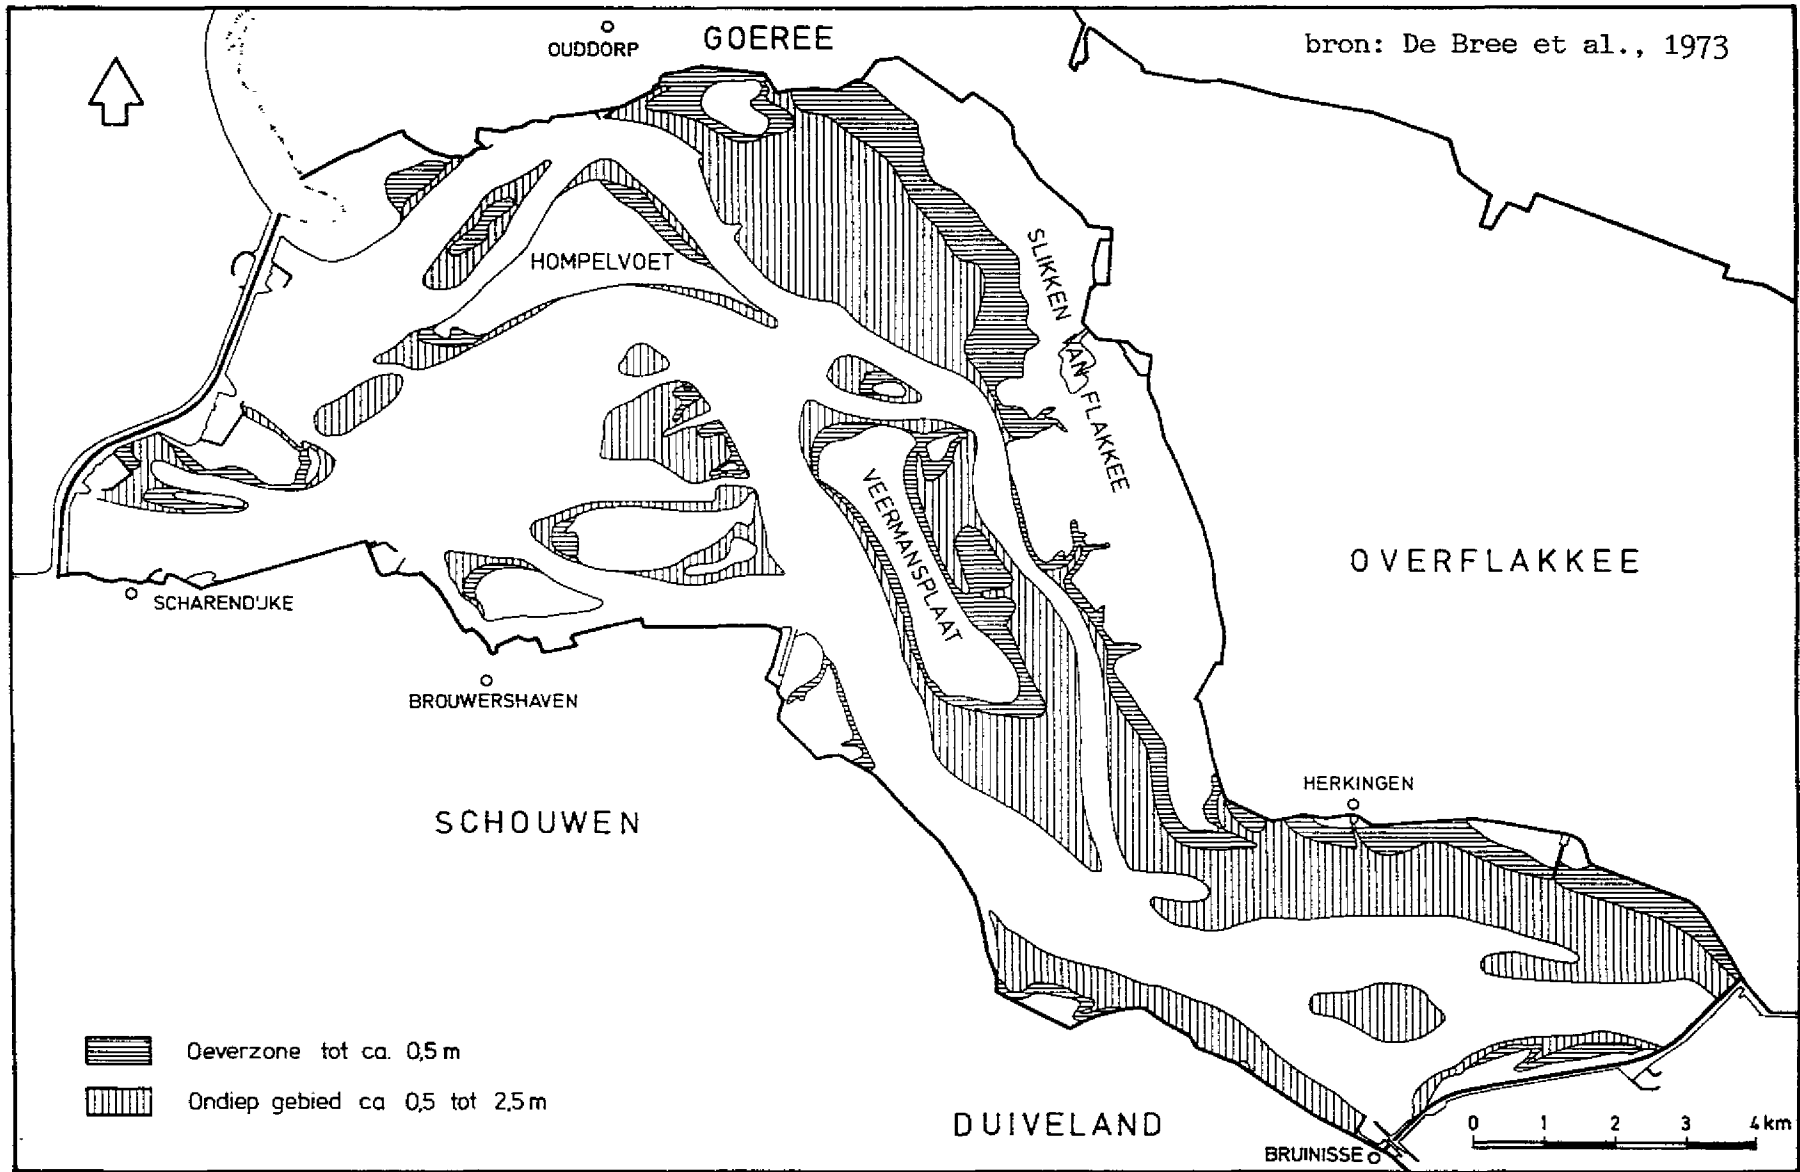 bron: De Bree et al., 1973
GOEREE
OUDDORP
HOMPELVOET
SLIKKEN VAN FLAKKEE
VEERMANSPLAAT
OVERFLAKKEE
SCHARENDIJKE
BROUWERSHAVEN
HERKINGEN
SCHOUWEN
Oeverzone tot ca. 0,5 m
Ondiep gebied ca 0,5 tot 2,5 m
DUIVELAND
BRUINISSE
0 1 2 3 4 km